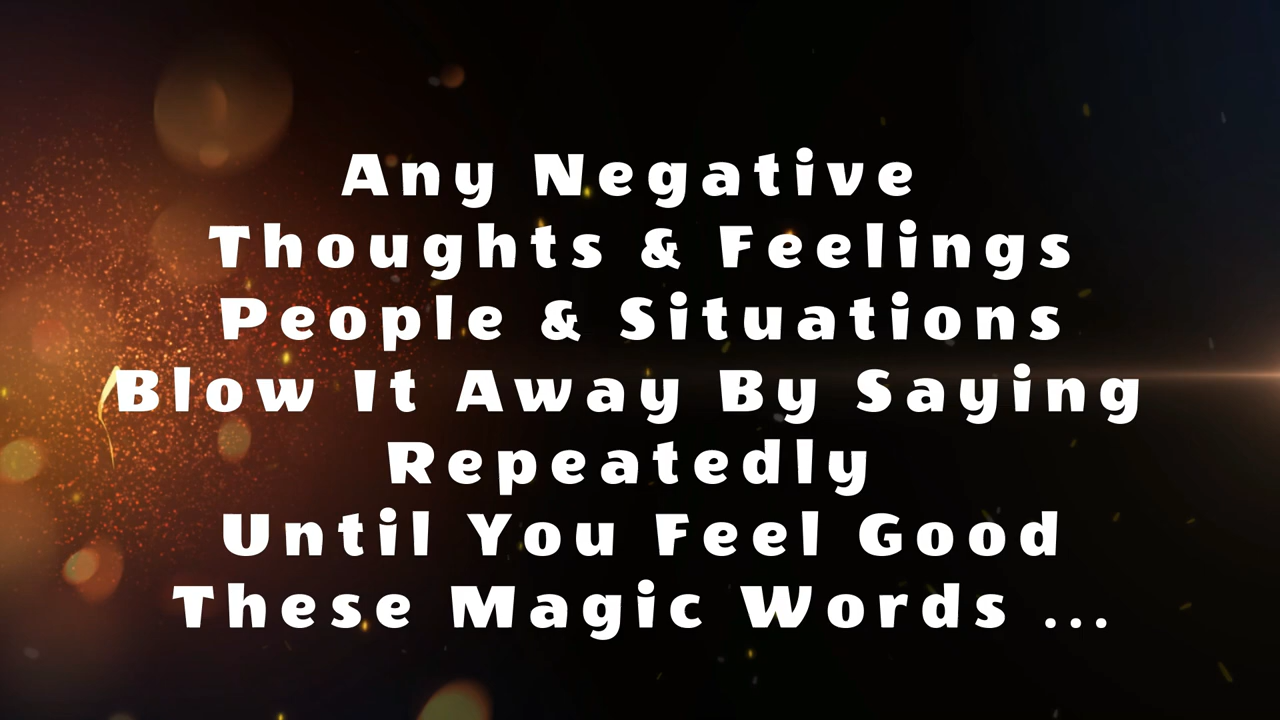 Any Negative
Thoughts & Feelings
People & Situations
Blow It Away By Saying
Repeatedly
Until You Feel Good
These Magic Words ...